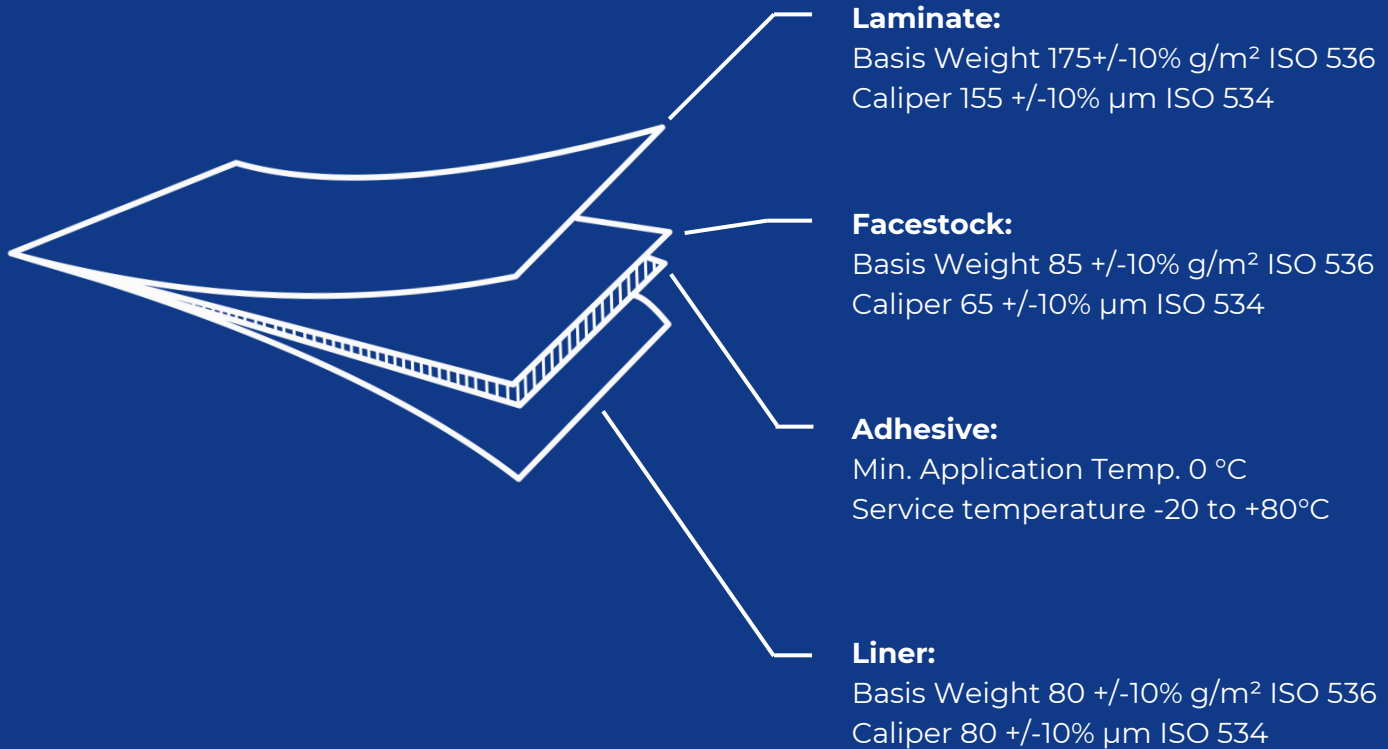 Laminate:
Basis Weight 175+/-10% g/m² ISO 536
Caliper 155 +/-10% µm ISO 534
Facestock:
Basis Weight 85 +/-10% g/m² ISO 536
Caliper 65 +/-10% µm ISO 534
Adhesive:
Min. Application Temp. 0 °C
Service temperature -20 to +80°C
Liner:
Basis Weight 80 +/-10% g/m² ISO 536
Caliper 80 +/-10% µm ISO 534